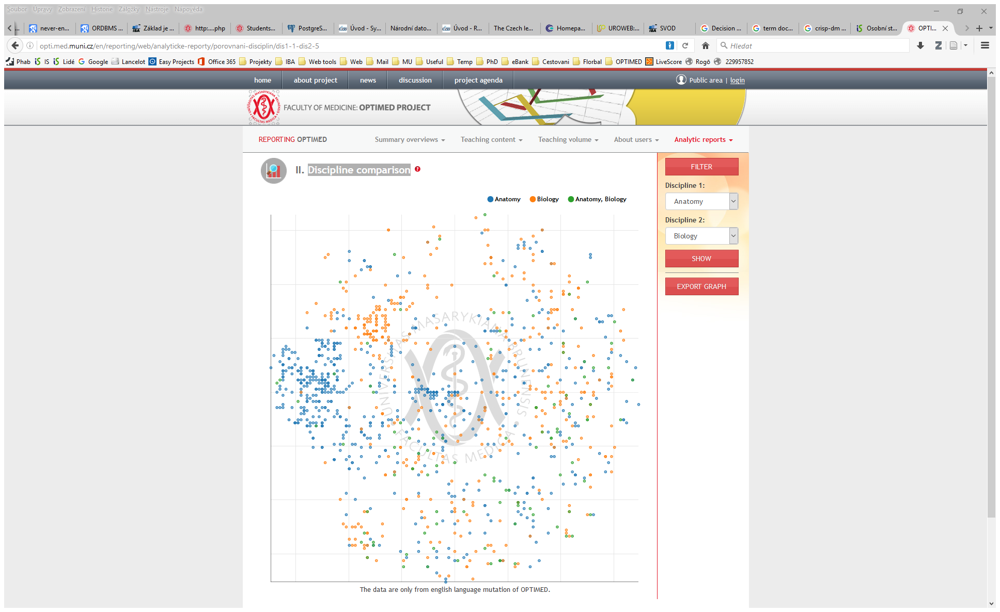 Soubor Úpravy Zobrazení Historie Záložky Nástroje Nápověda
... never-en... ORDBMS ... Základ je ... http:...php Students... PostgreS... Úvod - Sy... Národní dato... Úvod - R... The Czech le... Homepa... UROWEB:... SVOD Decision ... term doc... crisp-dm ... Osobní st... OPTI...
opti.med.muni.cz/en/reporting/web/analyticke-reporty/porovnani-disciplin/dis1-1-dis2-5 Hledat
Phab IS Lidé Google Lancelot Easy Projects Office 365 Projekty IBA Web tools Web Mail MU Useful Temp PhD eBank Cestovani Florbal OPTIMED LiveScore Rogō 229957852
home about project news discussion project agenda Public area | login
FACULTY OF MEDICINE: OPTIMED PROJECT
REPORTING OPTIMED Summary overviews Teaching content Teaching volume About users Analytic reports
II. Discipline comparison ?
FILTER
Discipline 1:
Anatomy
Discipline 2:
Biology
SHOW
EXPORT GRAPH
Anatomy Biology Anatomy, Biology
UNIVERSITAS MASARYKIANA BRUNENSIS
FACULTAS MEDICA
The data are only from english language mutation of OPTIMED.